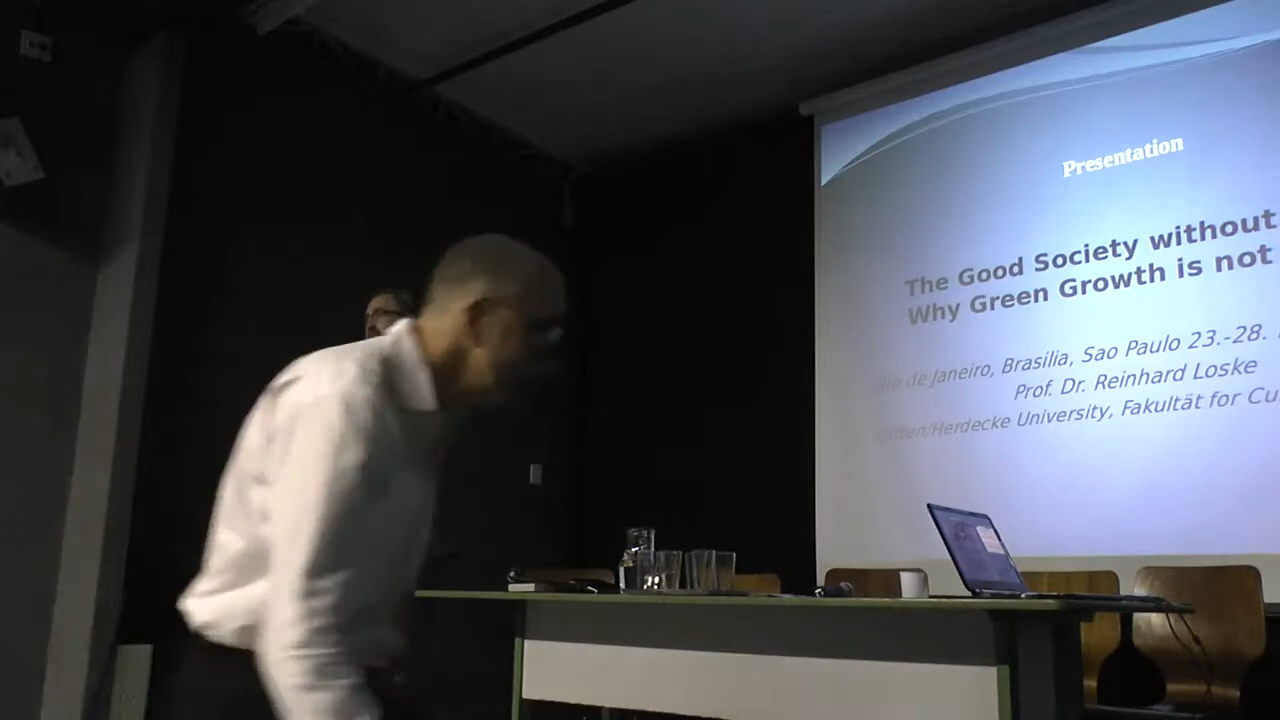 Presentation
The Good Society without
Why Green Growth is not
de Janeiro, Brasilia, Sao Paulo 23.-28.
Prof. Dr. Reinhard Loske
Herdecke University, Fakultät for